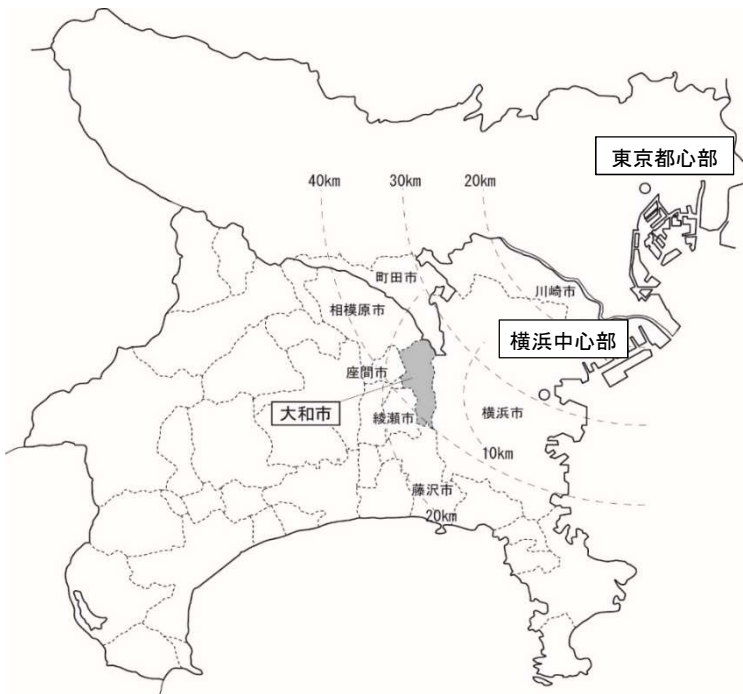 東京都心部
40km
30km
20km
町田市
川崎市
相模原市
横浜中心部
座間市
大和市
綾瀬市
横浜市
10km
藤沢市
20km